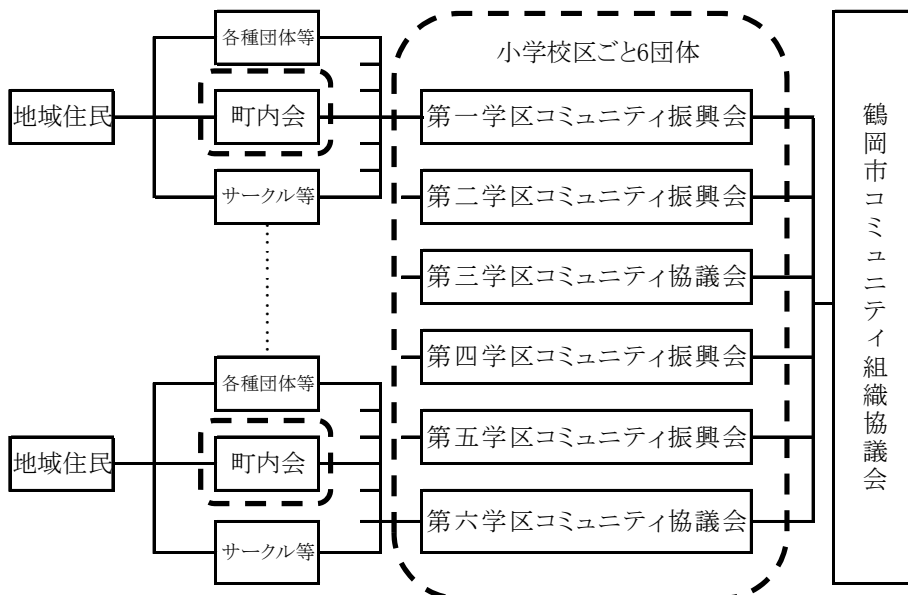 各種団体等
地域住民
町内会
サークル等
各種団体等
地域住民
町内会
サークル等
小学校区ごと6団体
第一学区コミュニティ振興会
第二学区コミュニティ振興会
第三学区コミュニティ協議会
第四学区コミュニティ振興会
第五学区コミュニティ振興会
第六学区コミュニティ協議会
鶴岡市コミュニティ組織協議会